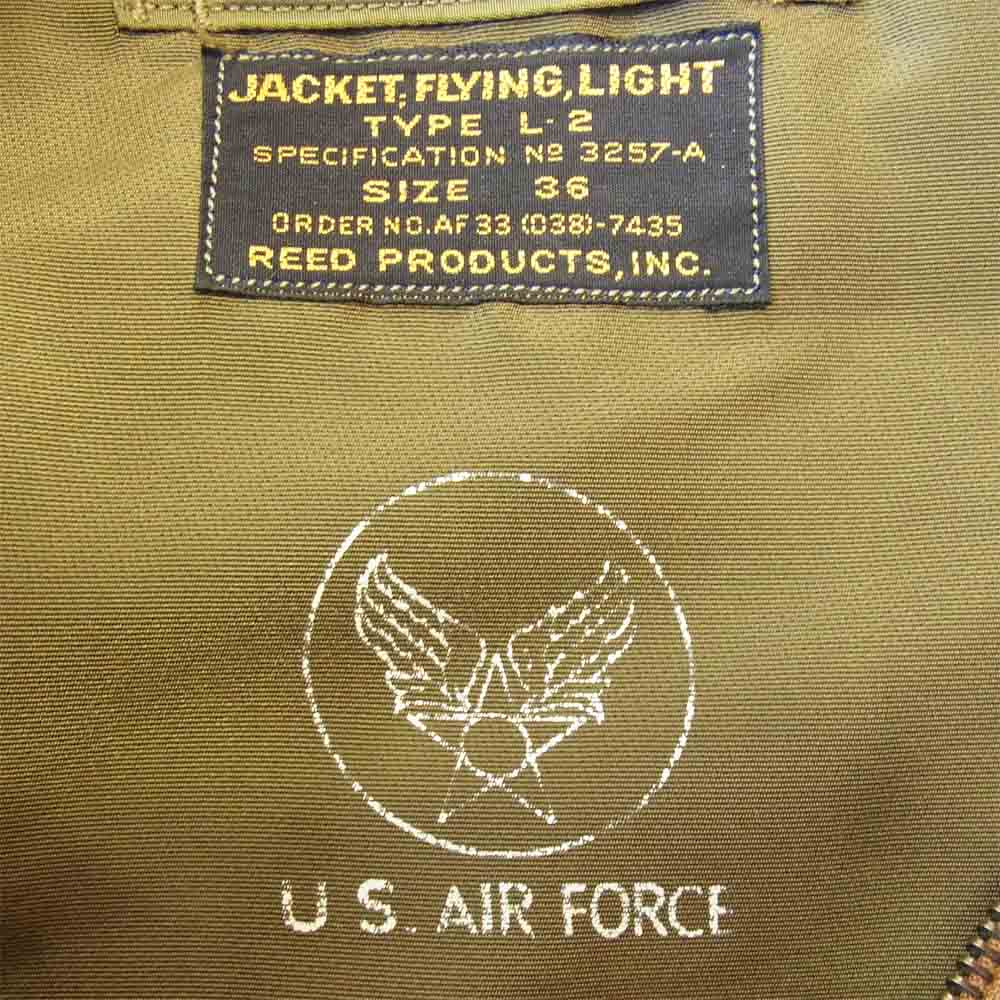 JACKET; FLYING, LIGHT
TYPE L-2
SPECIFICATION Nº 3257-A
SIZE 36
ORDER NO. AF 33 (038)-7435
REED PRODUCTS, INC.
U S. AIR FORCE